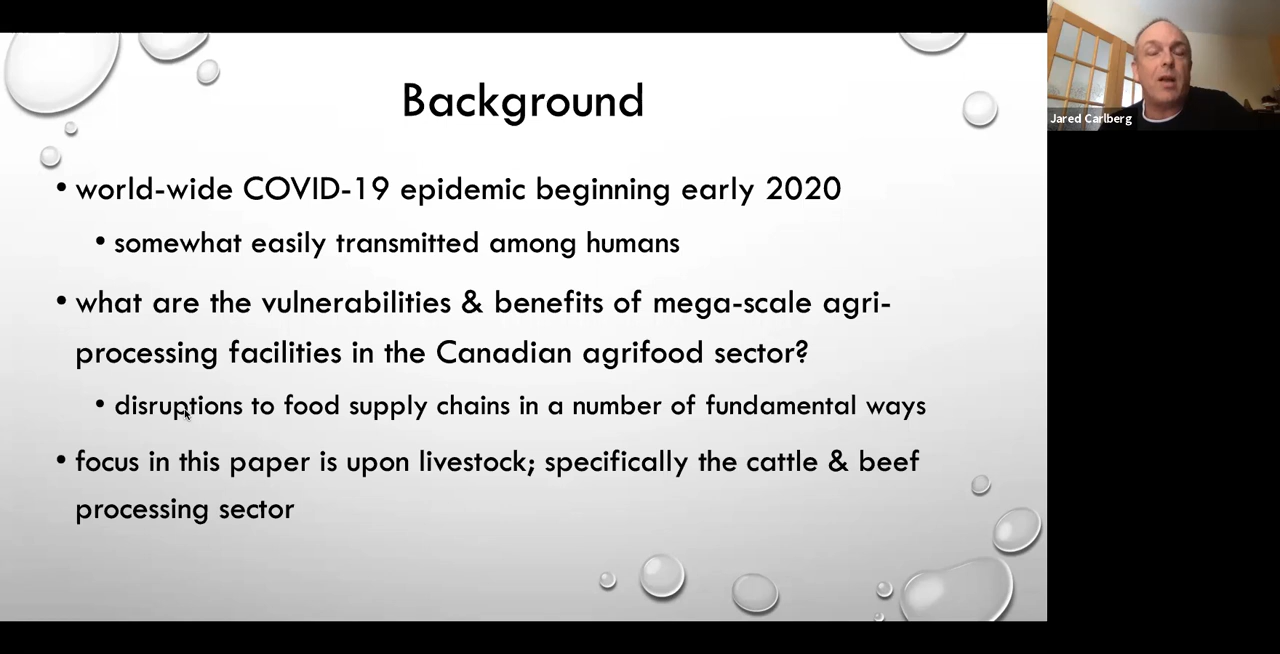 Background
• world-wide COVID-19 epidemic beginning early 2020
• somewhat easily transmitted among humans
• what are the vulnerabilities & benefits of mega-scale agri-
processing facilities in the Canadian agrifood sector?
• disruptions to food supply chains in a number of fundamental ways
• focus in this paper is upon livestock; specifically the cattle & beef
processing sector
Jared Carlberg